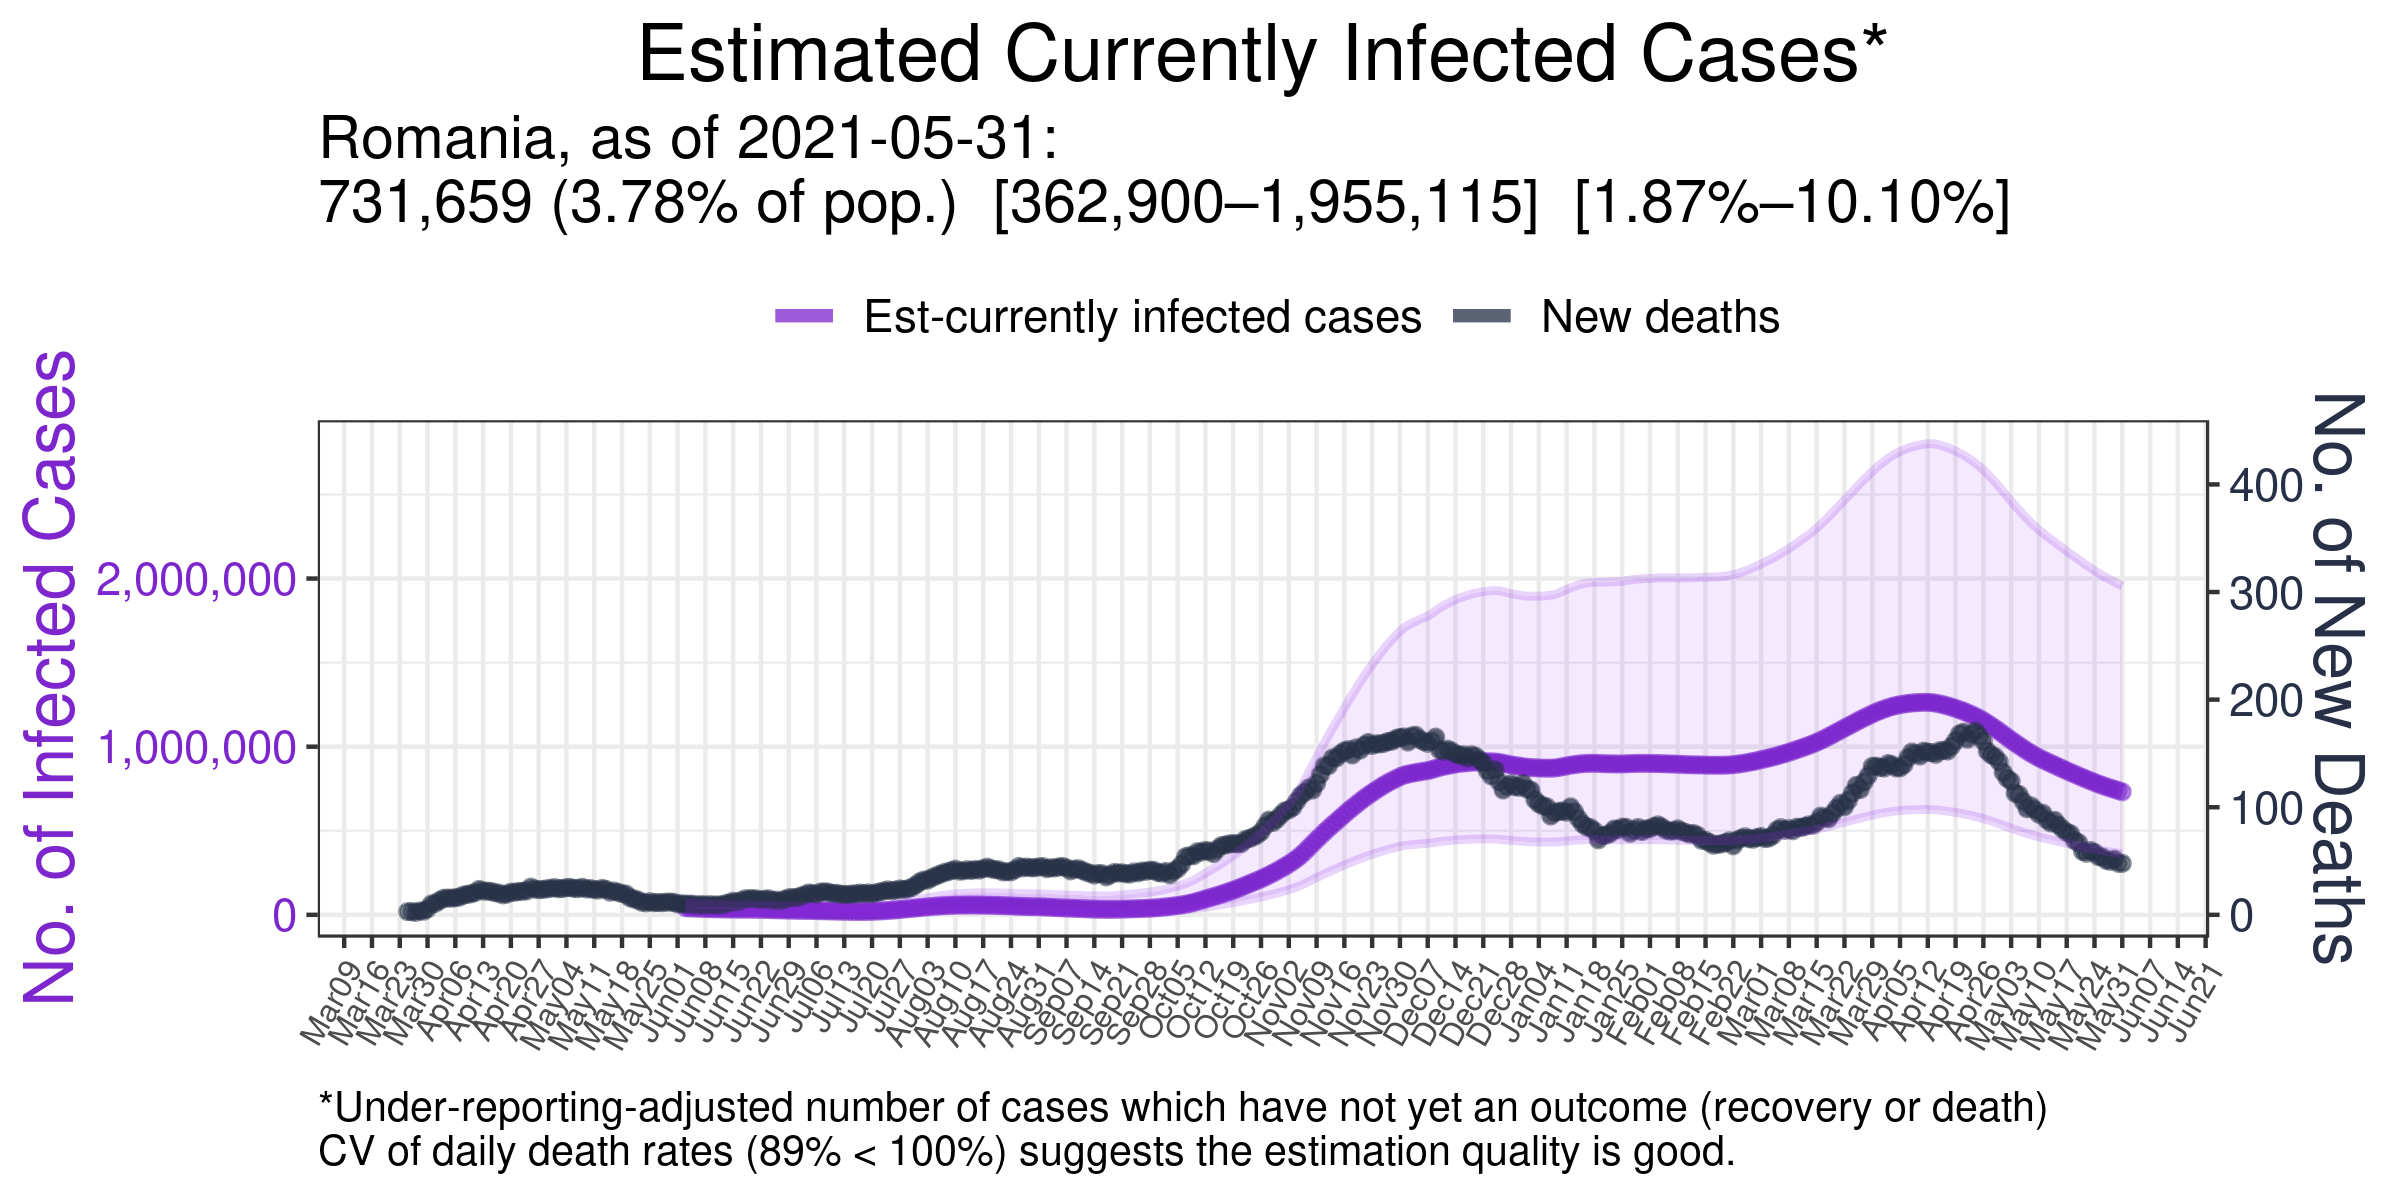 Estimated Currently Infected Cases*
Romania, as of 2021-05-31:
731,659 (3.78% of pop.)  [362,900–1,955,115]  [1.87%–10.10%]
Est-currently infected cases
New deaths
No. of Infected Cases
2,000,000
1,000,000
0
No. of New Deaths
400
300
200
100
0
Mar09
Mar16
Mar23
Mar30
Apr06
Apr13
Apr20
Apr27
May04
May11
May18
May25
Jun01
Jun08
Jun15
Jun22
Jun29
Jul06
Jul13
Jul20
Jul27
Aug03
Aug10
Aug17
Aug24
Aug31
Sep07
Sep14
Sep21
Sep28
Oct05
Oct12
Oct19
Oct26
Nov02
Nov09
Nov16
Nov23
Nov30
Dec07
Dec14
Dec21
Dec28
Jan04
Jan11
Jan18
Jan25
Feb01
Feb08
Feb15
Feb22
Mar01
Mar08
Mar15
Mar22
Mar29
Apr05
Apr12
Apr19
Apr26
May03
May10
May17
May24
May31
Jun07
Jun14
Jun21
*Under-reporting-adjusted number of cases which have not yet an outcome (recovery or death)
CV of daily death rates (89% < 100%) suggests the estimation quality is good.